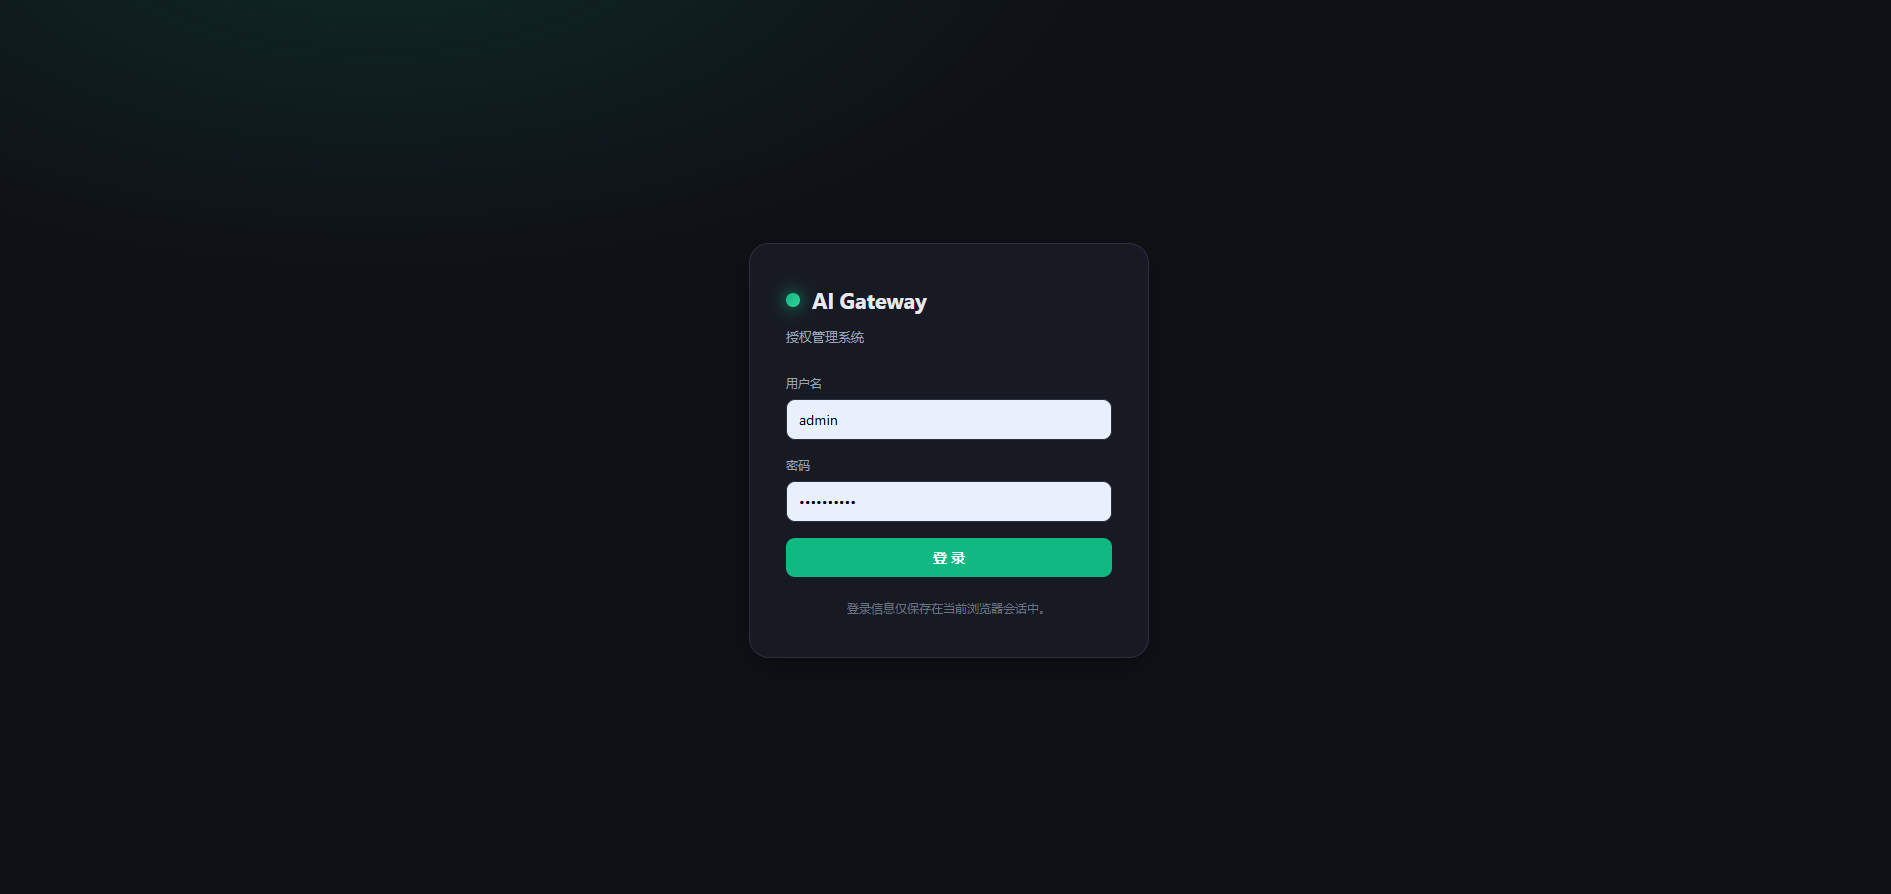 AI Gateway
授权管理系统
用户名
admin
密码
••••••••••
登 录
登录信息仅保存在当前浏览器会话中。